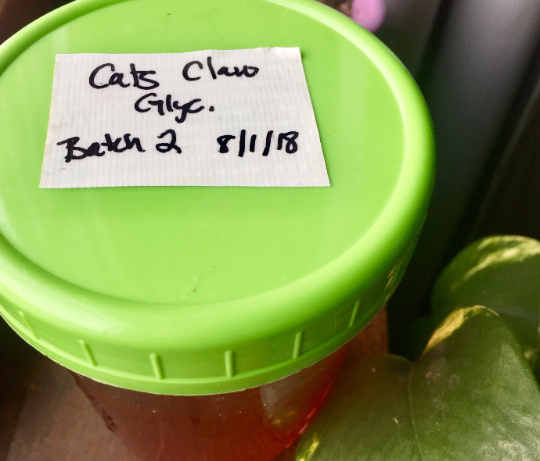 Cats Claw
Glyc.
Batch 2 8/1/18